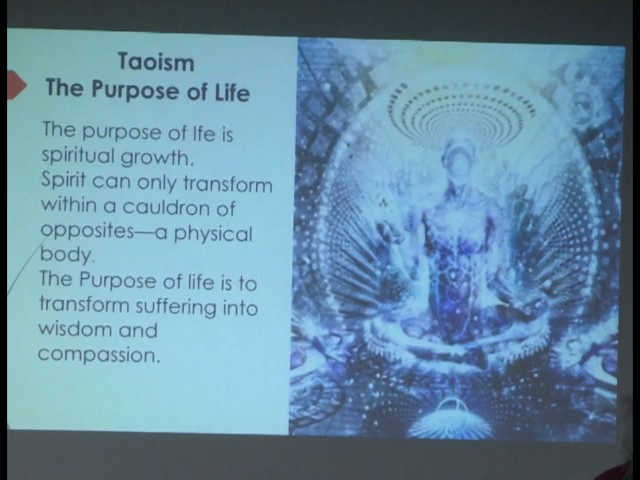 Taoism
The Purpose of Life
The purpose of lfe is
spiritual growth.
Spirit can only transform
within a cauldron of
opposites—a physical
body.
The Purpose of life is to
transform suffering into
wisdom and
compassion.